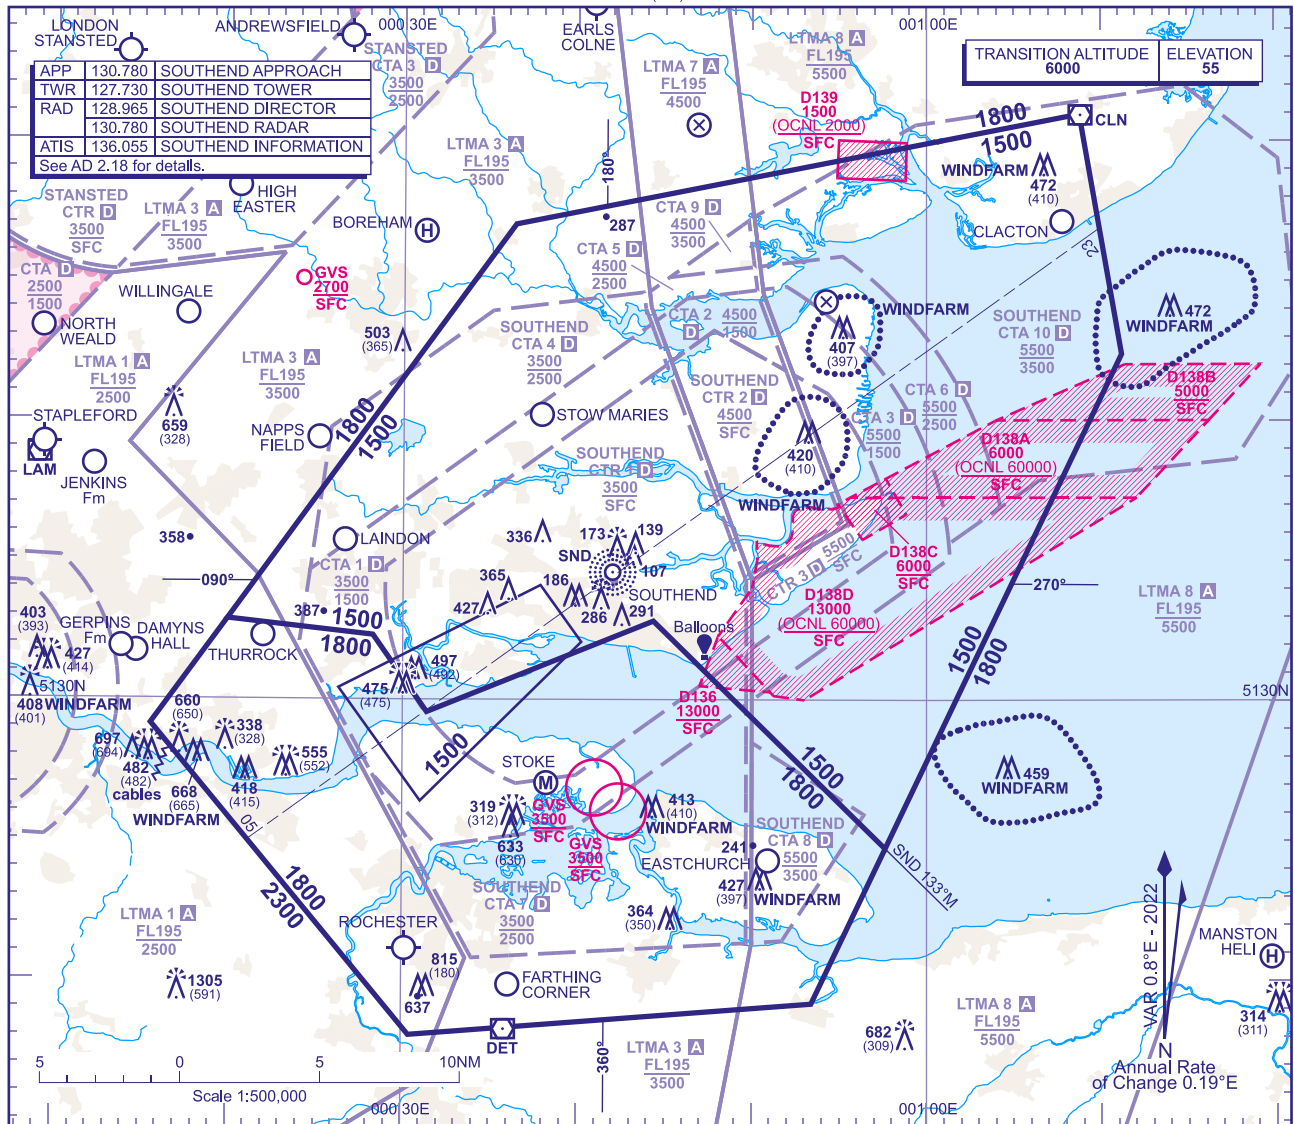 LONDON
STANSTED
ANDREWSFIELD
000 30E
EARLS
COLNE
001 00E
STANSTED
CTA 3 D
3500
2500
LTMA 7 A
FL195
4500
LTMA 8 A
FL195
5500
TRANSITION ALTITUDE
6000
ELEVATION
55
APP 130.780 SOUTHEND APPROACH
TWR 127.730 SOUTHEND TOWER
RAD 128.965 SOUTHEND DIRECTOR
130.780 SOUTHEND RADAR
ATIS 136.055 SOUTHEND INFORMATION
See AD 2.18 for details.
D139
1500
(OCNL 2000)
SFC
1800
1500
CLN
LTMA 3 A
FL195
3500
180°
WINDFARM
472
(410)
CLACTON
23
STANSTED
CTR D
3500
SFC
LTMA 3 A
FL195
3500
HIGH
EASTER
BOREHAM
H
287
CTA 9 D
4500
3500
CTA 5 D
4500
2500
CTA D
2500
1500
GVS
2700
SFC
WILLINGALE
NORTH
WEALD
503
(365)
CTA 2
D
4500
1500
WINDFARM
407
(397)
SOUTHEND
CTA 10 D
5500
3500
472
WINDFARM
SOUTHEND
CTA 4 D
3500
2500
LTMA 1 A
FL195
2500
LTMA 3 A
FL195
3500
SOUTHEND
CTR 2 D
4500
SFC
CTA 6 D
5500
2500
D138B
5000
SFC
STAPLEFORD
LAM
JENKINS
Fm
659
(328)
NAPPS
FIELD
1800
1500
STOW MARIES
CTA 3 D
5500
1500
420
(410)
WINDFARM
D138A
6000
(OCNL 60000)
SFC
SOUTHEND
CTR 1 D
3500
SFC
358
LAINDON
336
173
139
SND
107
SOUTHEND
D138C
6000
SFC
CTR 3 D
5500
SFC
090°
CTA 1 D
3500
1500
365
186
427
286
291
270°
LTMA 8 A
FL195
5500
D138D
13000
(OCNL 60000)
SFC
403
(393)
GERPINS
Fm
DAMYNS
HALL
427
(414)
387
1500
1800
THURROCK
Balloons
1500
1800
497
(492)
475
(475)
5130N
408
(401)
WINDFARM
660
(650)
338
(328)
D136
13000
SFC
5130N
697
(694)
482
(482)
cables
668
(665)
WINDFARM
418
(415)
555
(552)
1500
STOKE
M
1500
1800
459
WINDFARM
05
319
(312)
633
(630)
GVS
3500
SFC
GVS
3500
SFC
413
(410)
WINDFARM
SOUTHEND
CTA 8 D
5500
3500
241
EASTCHURCH
427
(397)
WINDFARM
SND 133°M
1800
2300
SOUTHEND
CTA 7 D
3500
2500
364
(350)
LTMA 1 A
FL195
2500
ROCHESTER
815
(180)
637
FARTHING
CORNER
1305
(591)
VAR 0.8°E - 2022
MANSTON
HELI
H
314
(311)
DET
360°
LTMA 3 A
FL195
3500
682
(309)
LTMA 8 A
FL195
5500
N
Annual Rate
of Change 0.19°E
5 0 5 10NM
Scale 1:500,000
000 30E
001 00E